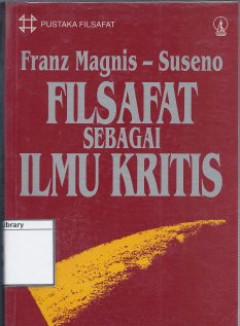 PUSTAKA FILSAFAT
Franz Magnis – Suseno
FILSAFAT
SEBAGAI
ILMU KRITIS
Library